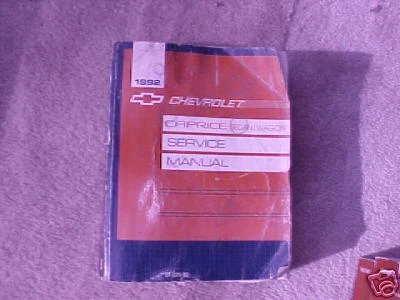 1992
CHEVROLET
CAPRICE SEDAN/WAGON
SERVICE
MANUAL